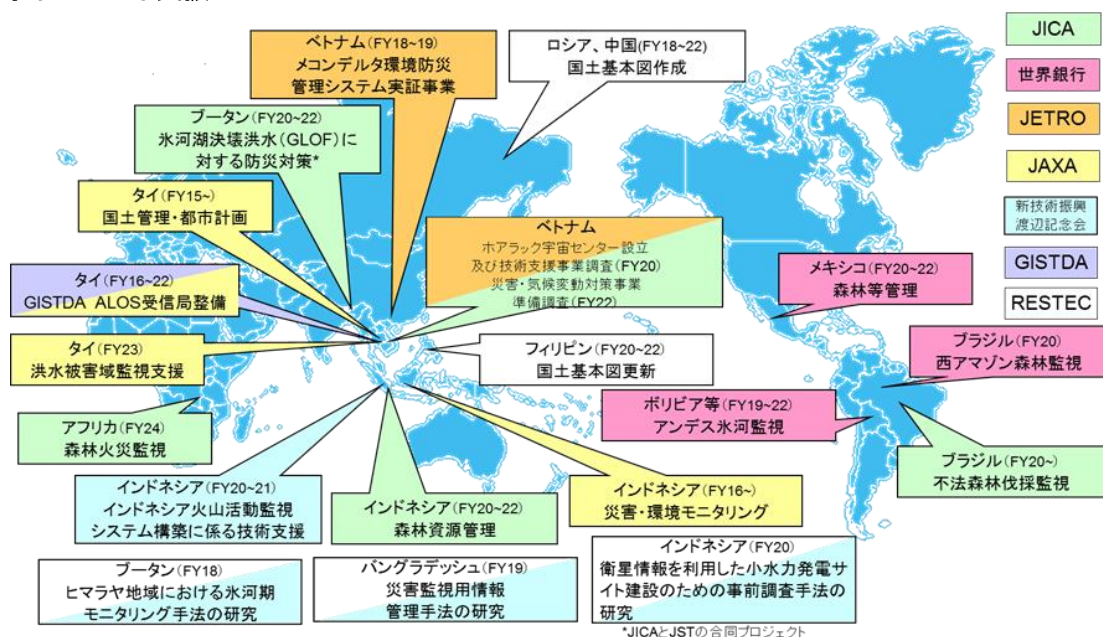 ベトナム(FY18~19)
メコンデルタ環境防災
管理システム実証事業
ロシア、中国(FY18~22)
国土基本図作成
JICA
世界銀行
JETRO
JAXA
新技術振興
渡辺記念会
GISTDA
RESTEC
ブータン(FY20~22)
氷河湖決壊洪水(GLOF)に
対する防災対策*
タイ(FY15~)
国土管理・都市計画
ベトナム
ホアラック宇宙センター設立
及び技術支援事業調査(FY20)
災害・気候変動対策事業
準備調査(FY22)
タイ(FY16~22)
GISTDA ALOS受信局整備
メキシコ(FY20~22)
森林等管理
タイ(FY23)
洪水被害域監視支援
フィリピン(FY20~22)
国土基本図更新
ブラジル(FY20)
西アマゾン森林監視
ボリビア等(FY19~22)
アンデス氷河監視
アフリカ(FY24)
森林火災監視
ブラジル(FY20~)
不法森林伐採監視
インドネシア(FY20~21)
インドネシア火山活動監視
システム構築に係る技術支援
インドネシア(FY20~22)
森林資源管理
インドネシア(FY16~)
災害・環境モニタリング
ブータン(FY18)
ヒマラヤ地域における氷河期
モニタリング手法の研究
バングラデッシュ(FY19)
災害監視用情報
管理手法の研究
インドネシア(FY20)
衛星情報を利用した小水力発電サ
イト建設のための事前調査手法の
研究
*JICAとJSTの合同プロジェクト